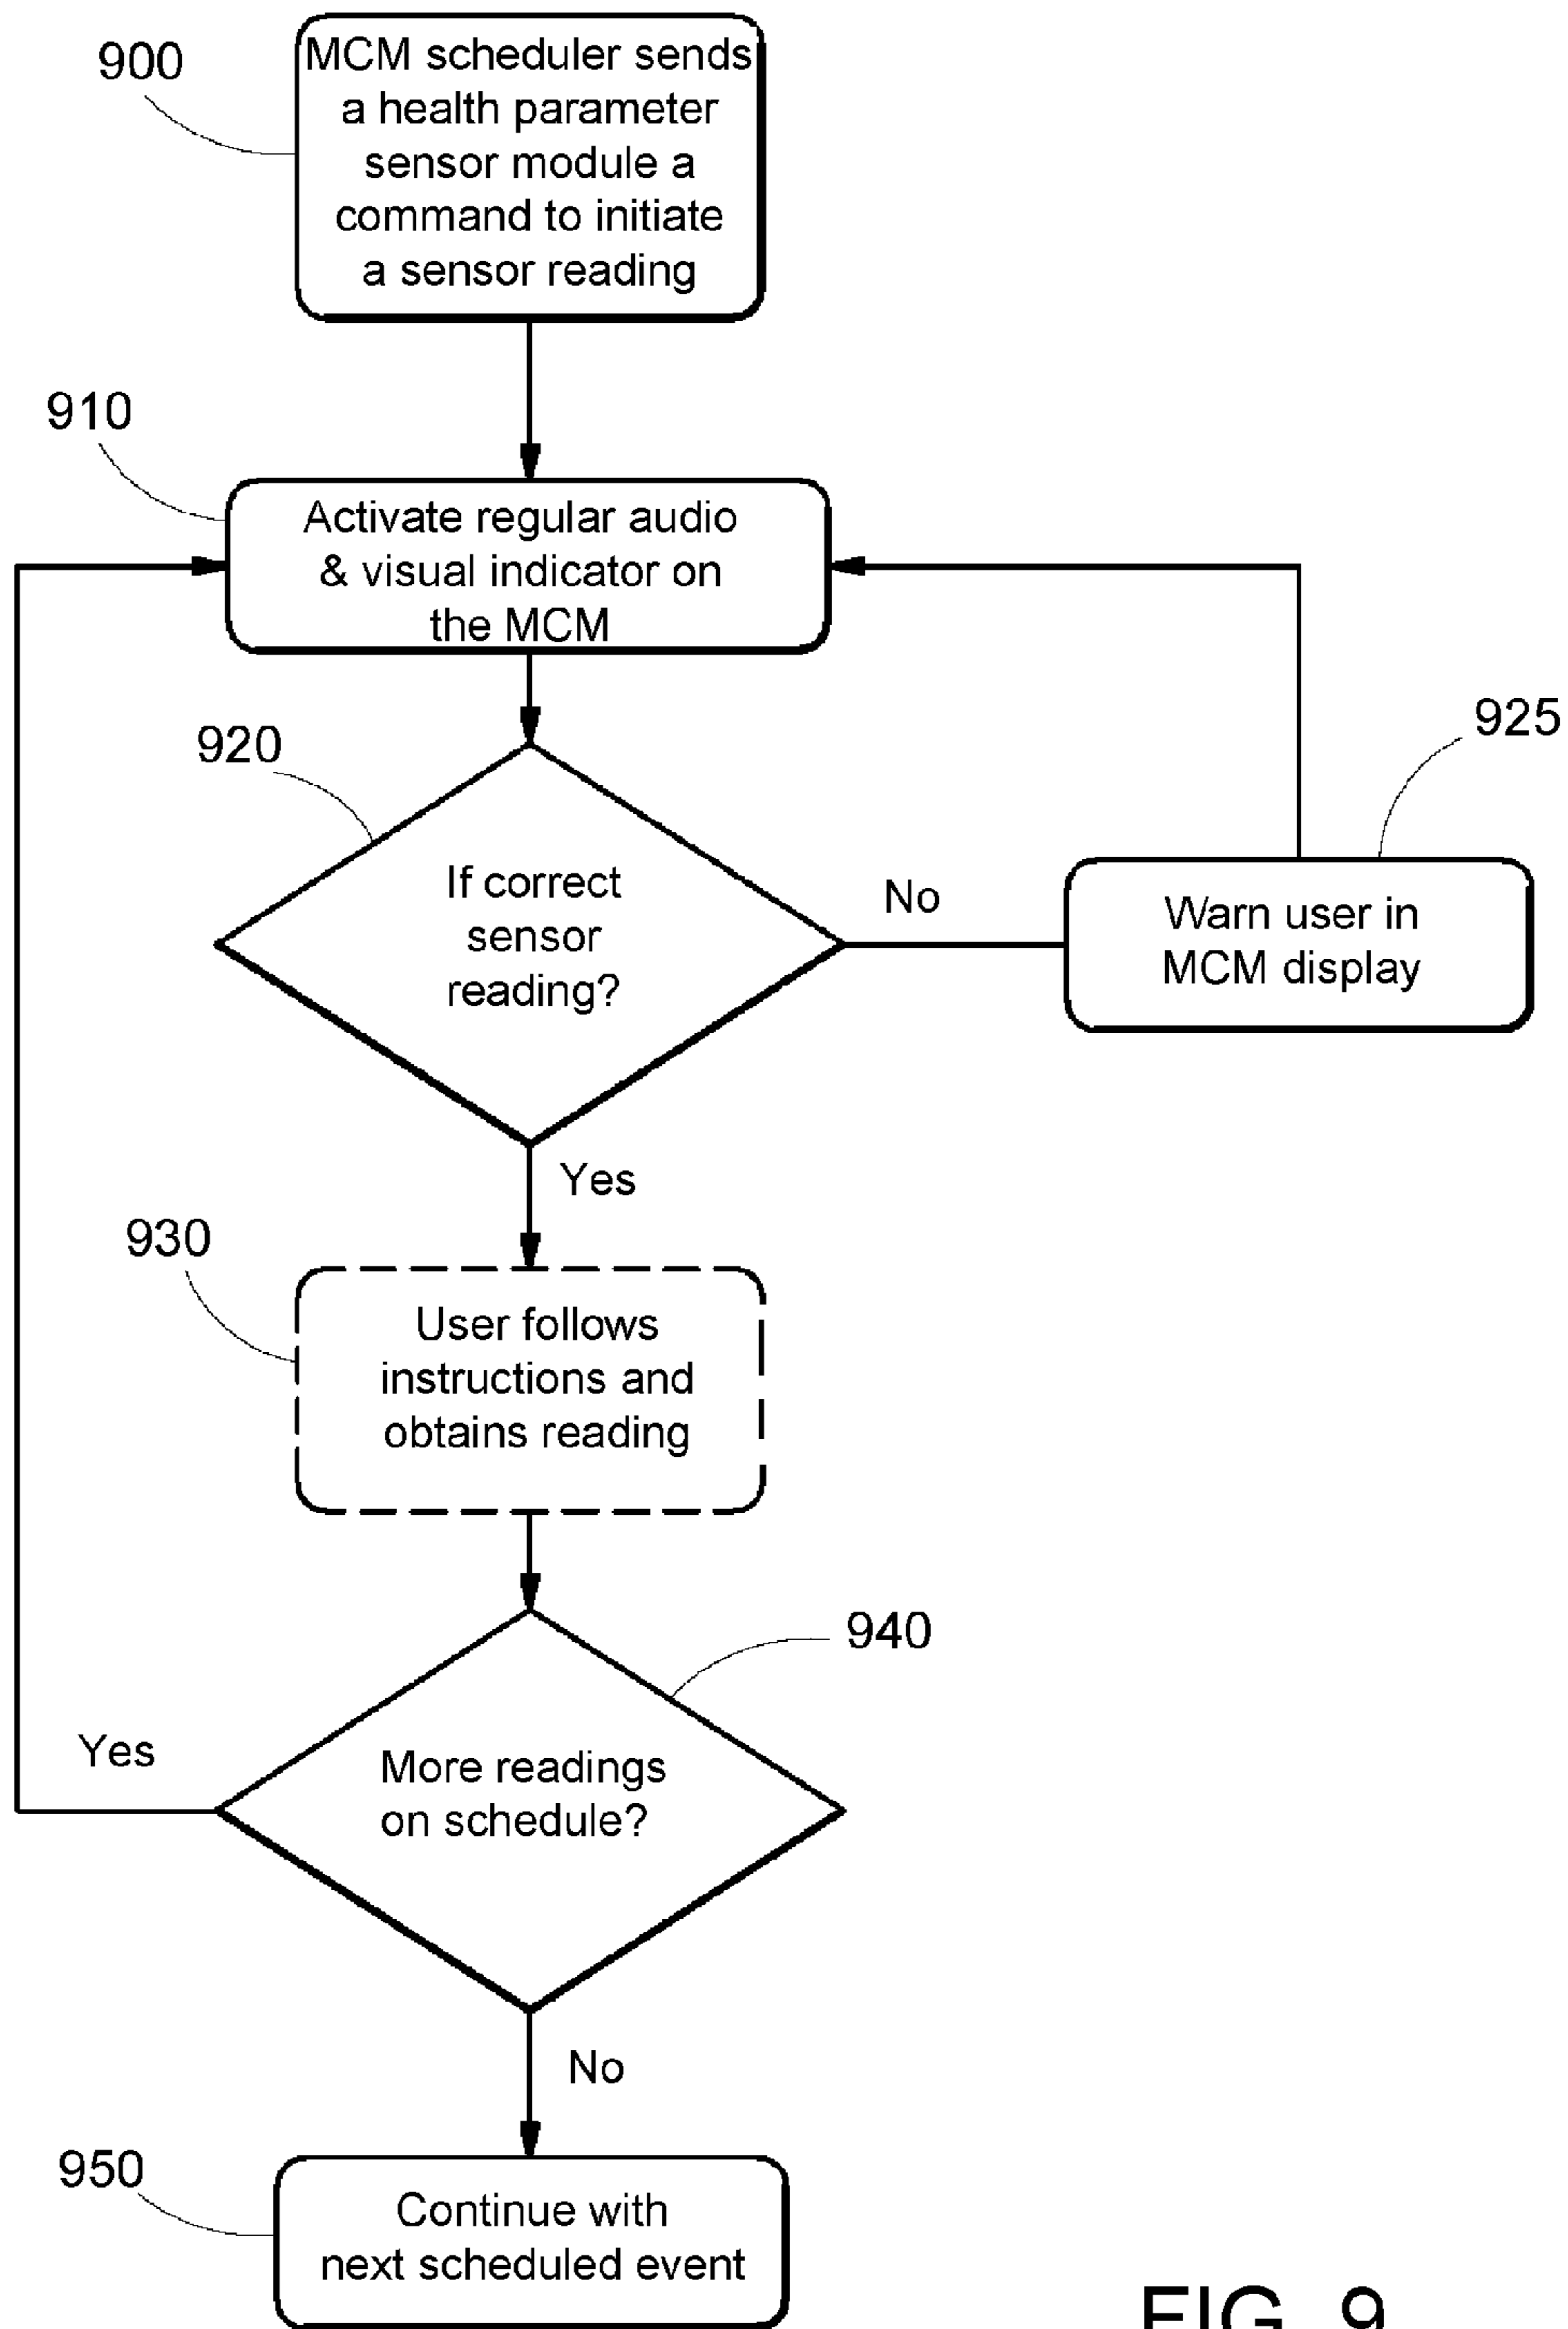 900
MCM scheduler sends
a health parameter
sensor module a
command to initiate
a sensor reading
910
Activate regular audio
& visual indicator on
the MCM
920
If correct
sensor
reading?
No
925
Warn user in
MCM display
Yes
930
User follows
instructions and
obtains reading
940
More readings
on schedule?
Yes
No
950
Continue with
next scheduled event
FIG. 9